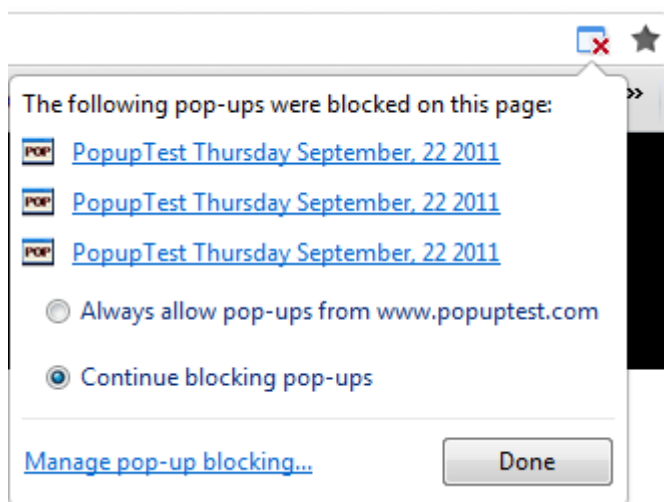 »
The following pop-ups were blocked on this page:
POP PopupTest Thursday September, 22 2011
POP PopupTest Thursday September, 22 2011
POP PopupTest Thursday September, 22 2011
Always allow pop-ups from www.popuptest.com
Continue blocking pop-ups
Manage pop-up blocking... Done